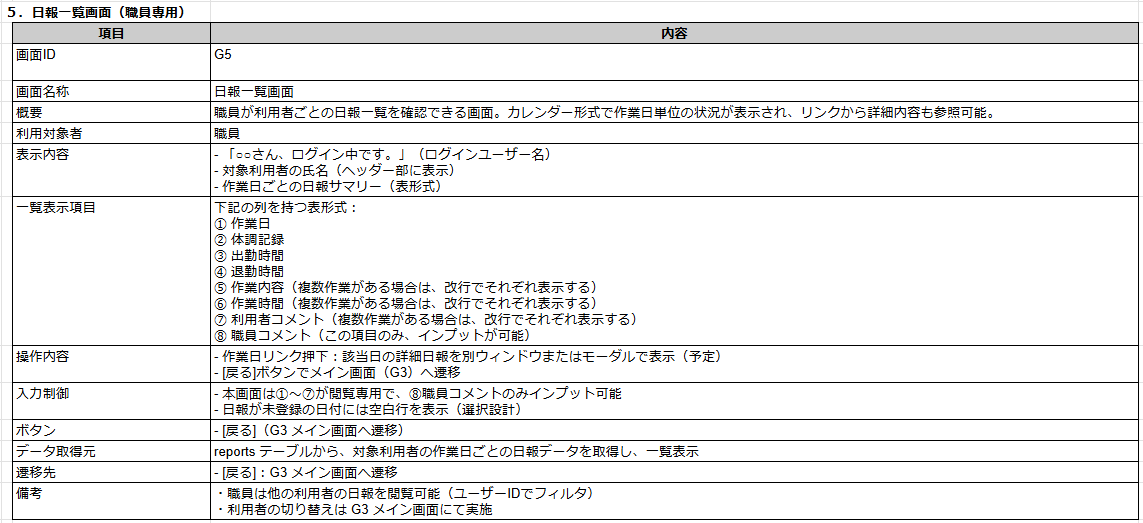 ５．日報一覧画面（職員専用）
項目 内容
画面ID G5
画面名称 日報一覧画面
概要 職員が利用者ごとの日報一覧を確認できる画面。カレンダー形式で作業日単位の状況が表示され、リンクから詳細内容も参照可能。
利用対象者 職員
表示内容 - 「○○さん、ログイン中です。」（ログインユーザー名）
- 対象利用者の氏名（ヘッダー部に表示）
- 作業日ごとの日報サマリー（表形式）
一覧表示項目 下記の列を持つ表形式：
① 作業日
② 体調記録
③ 出勤時間
④ 退勤時間
⑤ 作業内容（複数作業がある場合は、改行でそれぞれ表示する）
⑥ 作業時間（複数作業がある場合は、改行でそれぞれ表示する）
⑦ 利用者コメント（複数作業がある場合は、改行でそれぞれ表示する）
⑧ 職員コメント（この項目のみ、インプットが可能）
操作内容 - 作業日リンク押下：該当日の詳細日報を別ウィンドウまたはモーダルで表示（予定）
- [戻る]ボタンでメイン画面（G3）へ遷移
入力制御 - 本画面は①～⑦が閲覧専用で、⑧職員コメントのみインプット可能
- 日報が未登録の日付には空白行を表示（選択設計）
ボタン - [戻る]（G3 メイン画面へ遷移）
データ取得元 reports テーブルから、対象利用者の作業日ごとの日報データを取得し、一覧表示
遷移先 - [戻る]：G3 メイン画面へ遷移
備考 ・職員は他の利用者の日報を閲覧可能（ユーザーIDでフィルタ）
・利用者の切り替えは G3 メイン画面にて実施